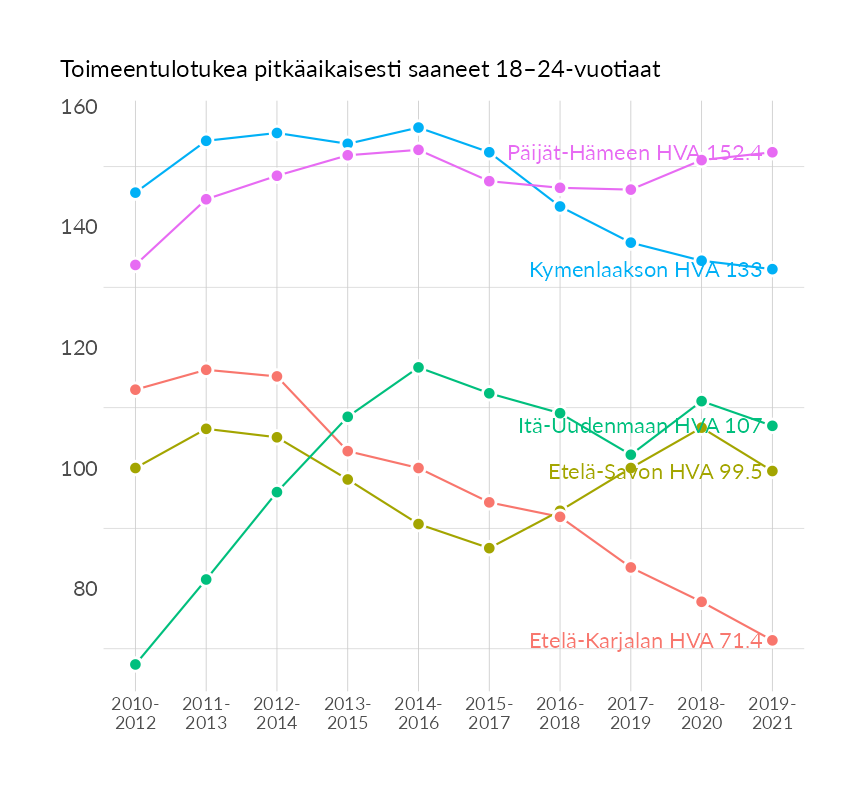 Toimeentulotukea pitkäaikaisesti saaneet 18–24-vuotiaat
160
Päijät-Hämeen HVA 152.4
140
Kymenlaakson HVA 133
120
Itä-Uudenmaan HVA 107
100
Etelä-Savon HVA 99.5
80
Etelä-Karjalan HVA 71.4
2010- 2011- 2012- 2013- 2014- 2015- 2016- 2017- 2018- 2019-
2012 2013 2014 2015 2016 2017 2018 2019 2020 2021